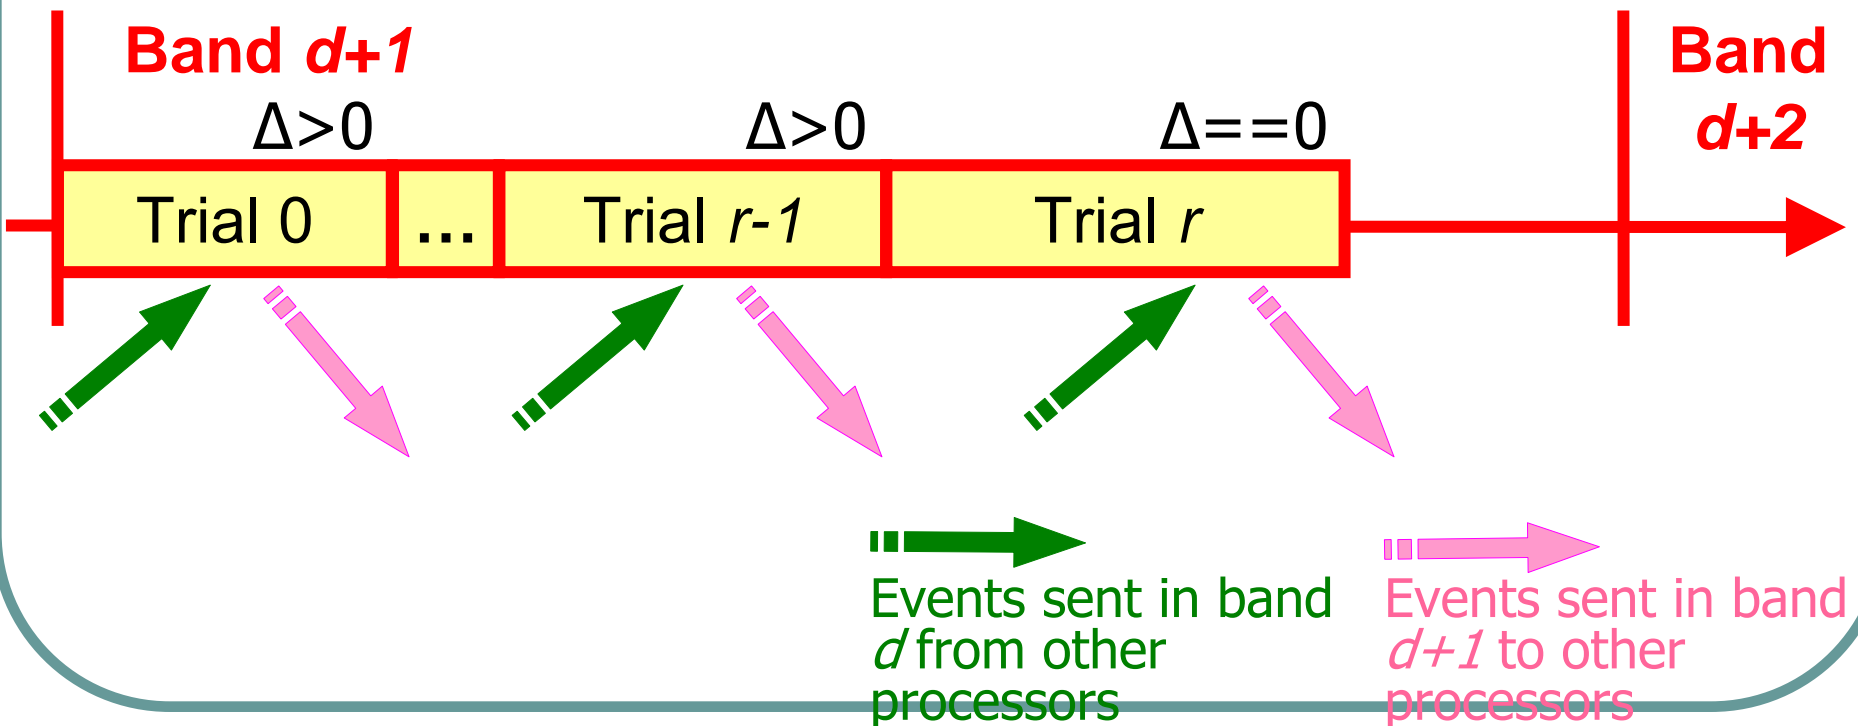 Band d+1
Band
d+2
Δ>0
Δ>0
Δ==0
Trial 0
...
Trial r-1
Trial r
Events sent in band
d from other
processors
Events sent in band
d+1 to other
processors